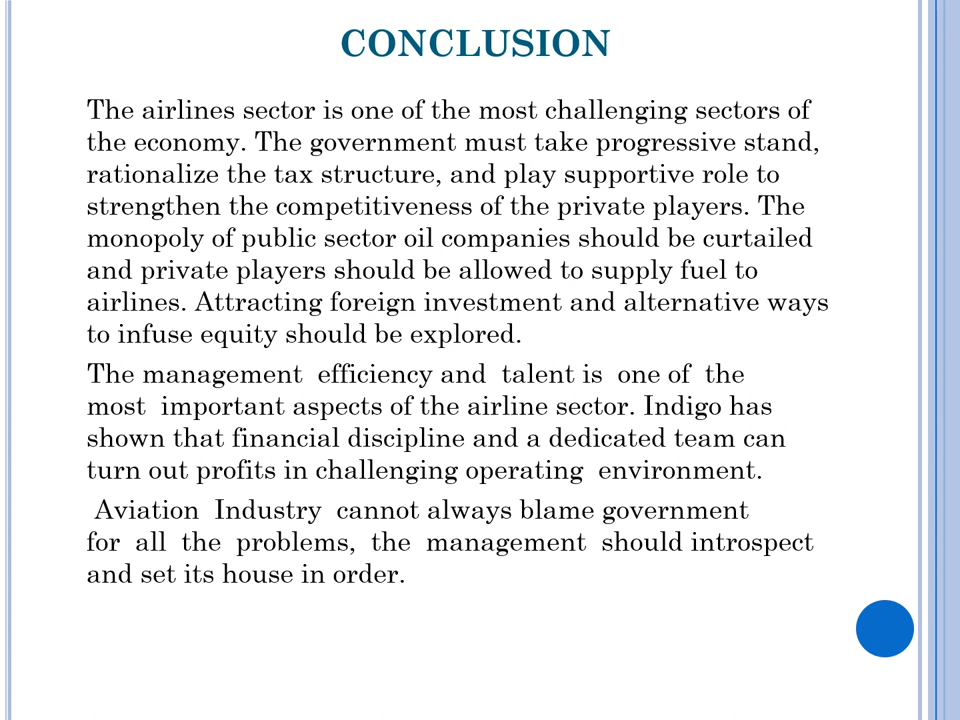 CONCLUSION
The airlines sector is one of the most challenging sectors of
the economy. The government must take progressive stand,
rationalize the tax structure, and play supportive role to
strengthen the competitiveness of the private players. The
monopoly of public sector oil companies should be curtailed
and private players should be allowed to supply fuel to
airlines. Attracting foreign investment and alternative ways
to infuse equity should be explored.
The management  efficiency and  talent is  one of  the
most  important aspects of the airline sector. Indigo has
shown that financial discipline and a dedicated team can
turn out profits in challenging operating  environment.
Aviation  Industry  cannot always blame government
for  all  the  problems,  the  management  should introspect
and set its house in order.